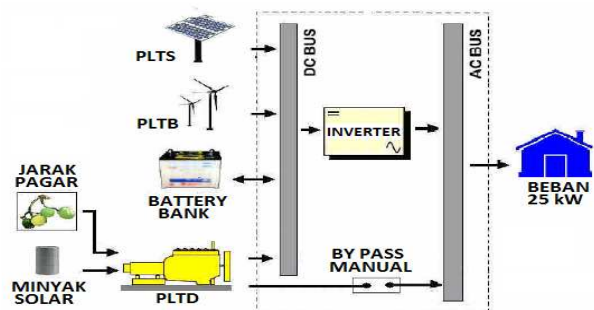 PLTS
PLTB
BATTERY
BANK
JARAK
PAGAR
MINYAK
SOLAR
PLTD
DC BUS
INVERTER
BY PASS
MANUAL
AC BUS
BEBAN
25 kW